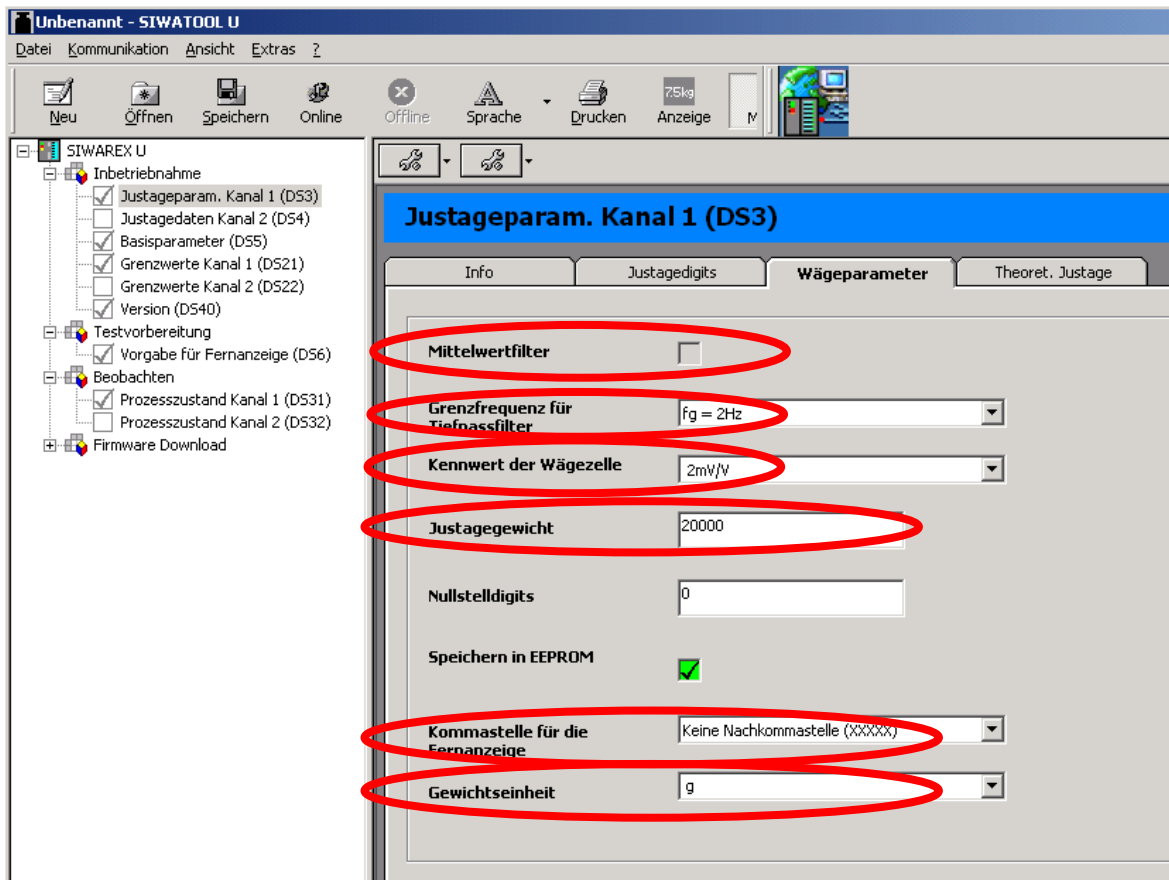 Unbenannt - SIWATOOL U
Datei Kommunikation Ansicht Extras ?
Neu Öffnen Speichern Online Offline Sprache Drucken 7.5kg Anzeige M
SIWAREX U
Inbetriebnahme
Justageparam. Kanal 1 (DS3)
Justagedaten Kanal 2 (DS4)
Basisparameter (DS5)
Grenzwerte Kanal 1 (DS21)
Grenzwerte Kanal 2 (DS22)
Version (DS40)
Testvorbereitung
Vorgabe für Fernanzeige (DS6)
Beobachten
Prozesszustand Kanal 1 (DS31)
Prozesszustand Kanal 2 (DS32)
Firmware Download
Justageparam. Kanal 1 (DS3)
Info Justagedigits Wägeparameter Theoret. Justage
Mittelwertfilter
Grenzfrequenz für
Tiefpassfilter
fg = 2Hz
Kennwert der Wägezelle 2mV/V
Justagegewicht 20000
Nullstelldigits 0
Speichern in EEPROM
Kommastelle für die
Fernanzeige
Keine Nachkommastelle (XXXXX)
Gewichtseinheit g